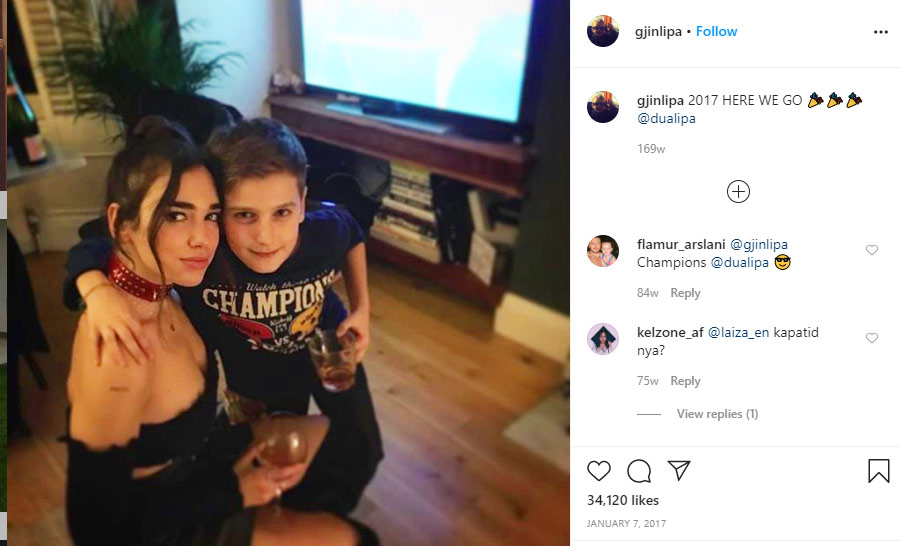 gjinlipa • Follow
gjinlipa 2017 HERE WE GO 🎉🎉🎉
@dualipa
169w
flamur_arslani @gjinlipa
Champions @dualipa 😎
84w Reply
kelzone_af @laiza_en kapatid
nya?
75w Reply
View replies (1)
34,120 likes
JANUARY 7, 2017
CHAMPION